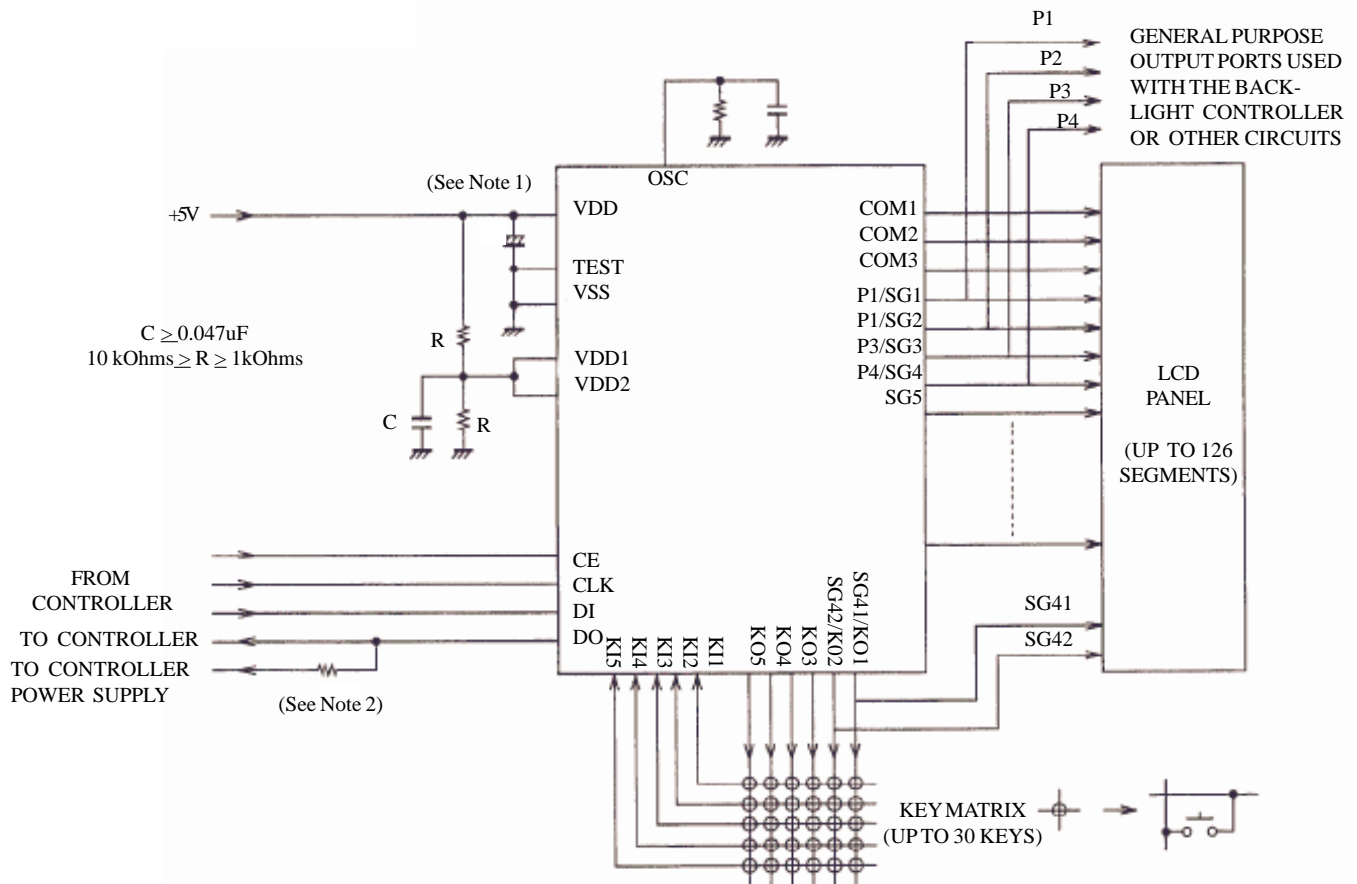 P1
GENERAL PURPOSE
OUTPUT PORTS USED
WITH THE BACK-
LIGHT CONTROLLER
OR OTHER CIRCUITS
P2
P3
P4
OSC
(See Note 1)
+5V
VDD
TEST
VSS
C ≥0.047uF
10 kOhms ≥ R ≥ 1kOhms
R
VDD1
VDD2
C
R
COM1
COM2
COM3
P1/SG1
P1/SG2
P3/SG3
P4/SG4
SG5
LCD
PANEL
(UP TO 126
SEGMENTS)
FROM
CONTROLLER
TO CONTROLLER
TO CONTROLLER
POWER SUPPLY
(See Note 2)
CE
CLK
DI
DO
KI5
KI4
KI3
KI2
KI1
KO5
KO4
KO3
SG42/K02
SG41/KO1
SG41
SG42
KEY MATRIX
(UP TO 30 KEYS)